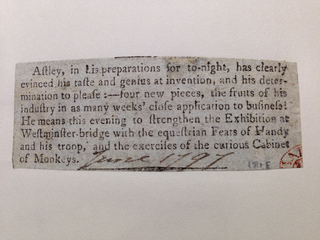 Astley, in his preparations for to-night, has clearly
evinced his taste and genius at invention, and his deter-
mination to please :—four new pieces, the fruits of his
industry in as many weeks' close application to business!
He means this evening to strengthen the Exhibition at
Westminster-bridge with the equestrian Feats of Handy
and his troop, and the exercises of the curious Cabinet
of Monkeys. June 1797